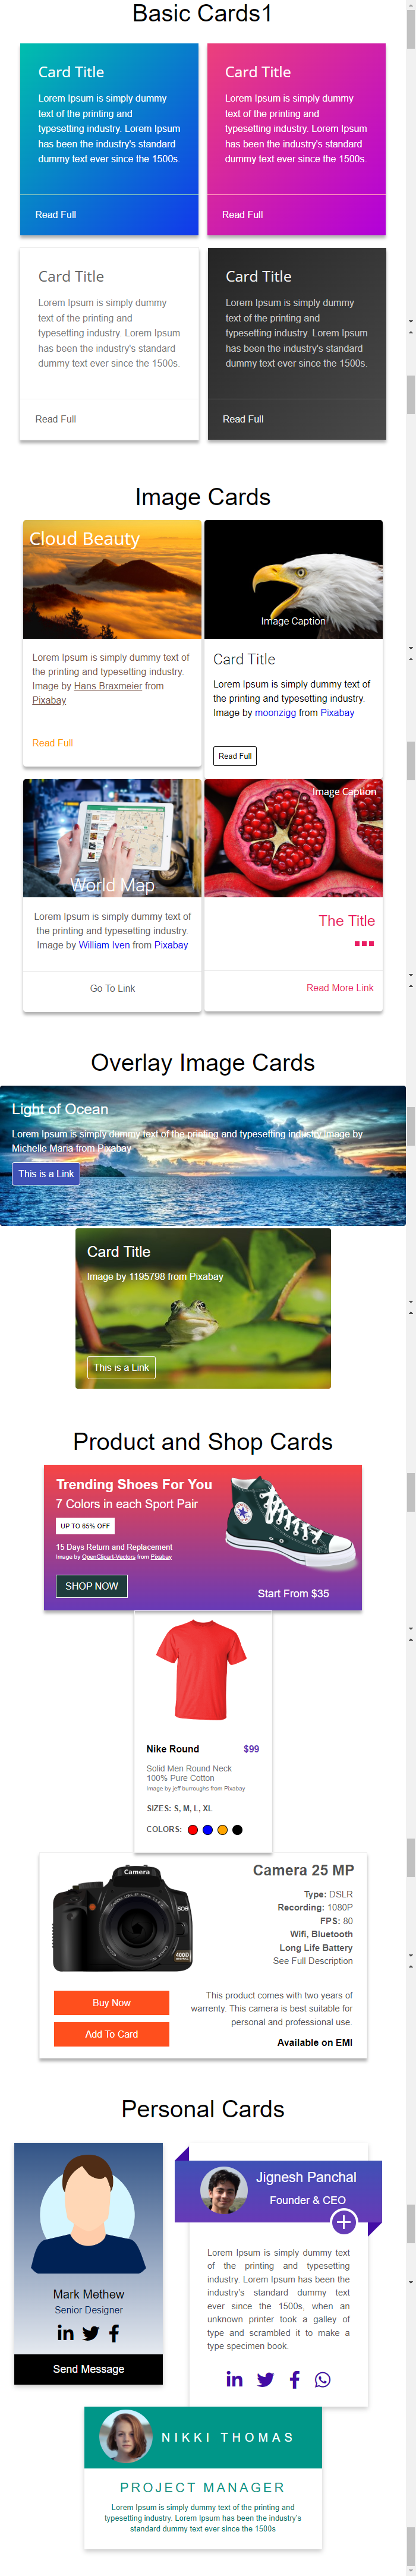 Basic Cards1
Card Title
Lorem Ipsum is simply dummy
text of the printing and
typesetting industry. Lorem Ipsum
has been the industry's standard
dummy text ever since the 1500s.
Read Full
Card Title
Lorem Ipsum is simply dummy
text of the printing and
typesetting industry. Lorem Ipsum
has been the industry's standard
dummy text ever since the 1500s.
Read Full
Card Title
Lorem Ipsum is simply dummy
text of the printing and
typesetting industry. Lorem Ipsum
has been the industry's standard
dummy text ever since the 1500s.
Read Full
Card Title
Lorem Ipsum is simply dummy
text of the printing and
typesetting industry. Lorem Ipsum
has been the industry's standard
dummy text ever since the 1500s.
Read Full
Image Cards
Cloud Beauty
Lorem Ipsum is simply dummy text of
the printing and typesetting industry.
Image by Hans Braxmeier from
Pixabay
Read Full
Image Caption
Card Title
Lorem Ipsum is simply dummy text of
the printing and typesetting industry.
Image by moonzigg from Pixabay
Read Full
World Map
Lorem Ipsum is simply dummy text of
the printing and typesetting industry.
Image by William Iven from Pixabay
Go To Link
Image Caption
The Title
Read More Link
Overlay Image Cards
Light of Ocean
Lorem Ipsum is simply dummy text of the printing and typesetting industry.Image by
Michelle Maria from Pixabay
This is a Link
Card Title
Image by 1195798 from Pixabay
This is a Link
Product and Shop Cards
Trending Shoes For You
7 Colors in each Sport Pair
UP TO 65% OFF
15 Days Return and Replacement
Image by OpenClipart-Vectors from Pixabay
SHOP NOW
Start From $35
Nike Round
$99
Solid Men Round Neck
100% Pure Cotton
Image by jeff burroughs from Pixabay
SIZES: S, M, L, XL
COLORS:
Camera
400D
Camera 25 MP
Type: DSLR
Recording: 1080P
FPS: 80
Wifi, Bluetooth
Long Life Battery
See Full Description
Buy Now
Add To Card
This product comes with two years of
warrenty. This camera is best suitable for
personal and professional use.
Available on EMI
Personal Cards
Mark Methew
Senior Designer
Send Message
Jignesh Panchal
Founder & CEO
Lorem Ipsum is simply dummy text
of the printing and typesetting
industry. Lorem Ipsum has been the
industry's standard dummy text
ever since the 1500s, when an
unknown printer took a galley of
type and scrambled it to make a
type specimen book.
NIKKI THOMAS
PROJECT MANAGER
Lorem Ipsum is simply dummy text of the printing and
typesetting industry. Lorem Ipsum has been the industry's
standard dummy text ever since the 1500s